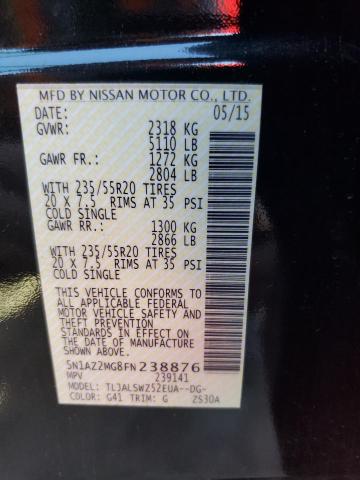 MFD BY NISSAN MOTOR CO., LTD.
DATE: 05/15
GVWR: 2318 KG
5110 LB
GAWR FR.: 1272 KG
2804 LB
WITH 235/55R20 TIRES
20 X 7.5 RIMS AT 35 PSI
COLD SINGLE
GAWR RR.: 1300 KG
2866 LB
WITH 235/55R20 TIRES
20 X 7.5 RIMS AT 35 PSI
COLD SINGLE
THIS VEHICLE CONFORMS TO
ALL APPLICABLE FEDERAL
MOTOR VEHICLE SAFETY AND
THEFT PREVENTION
STANDARDS IN EFFECT ON
THE DATE OF MANUFACTURE
SHOWN ABOVE.
5N1AZ2MG8FN238876
MPV 239141
MODEL: TL3ALSWZ52EUA--DG-
COLOR: G41 TRIM: G ZS30A